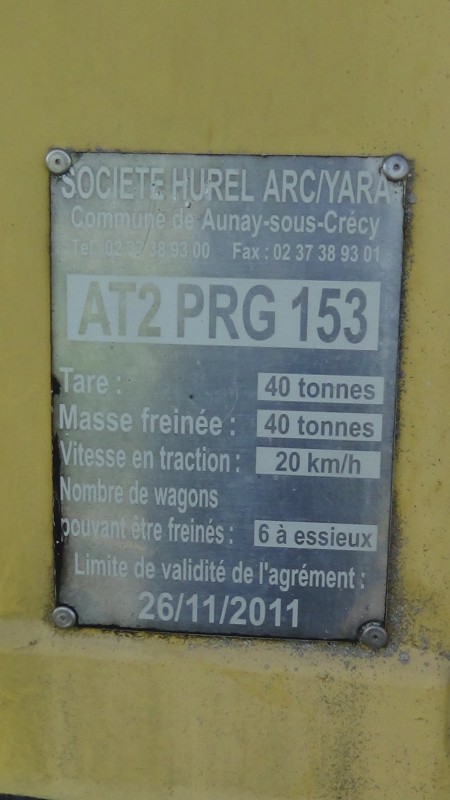 SOCIETE HUREL ARC/YARA
Commune de Aunay-sous-Crécy
Tel : 02 37 38 93 00 Fax : 02 37 38 93 01
AT2 PRG 153
Tare : 40 tonnes
Masse freinée : 40 tonnes
Vitesse en traction : 20 km/h
Nombre de wagons
pouvant être freinés : 6 à essieux
Limite de validité de l'agrément :
26/11/2011